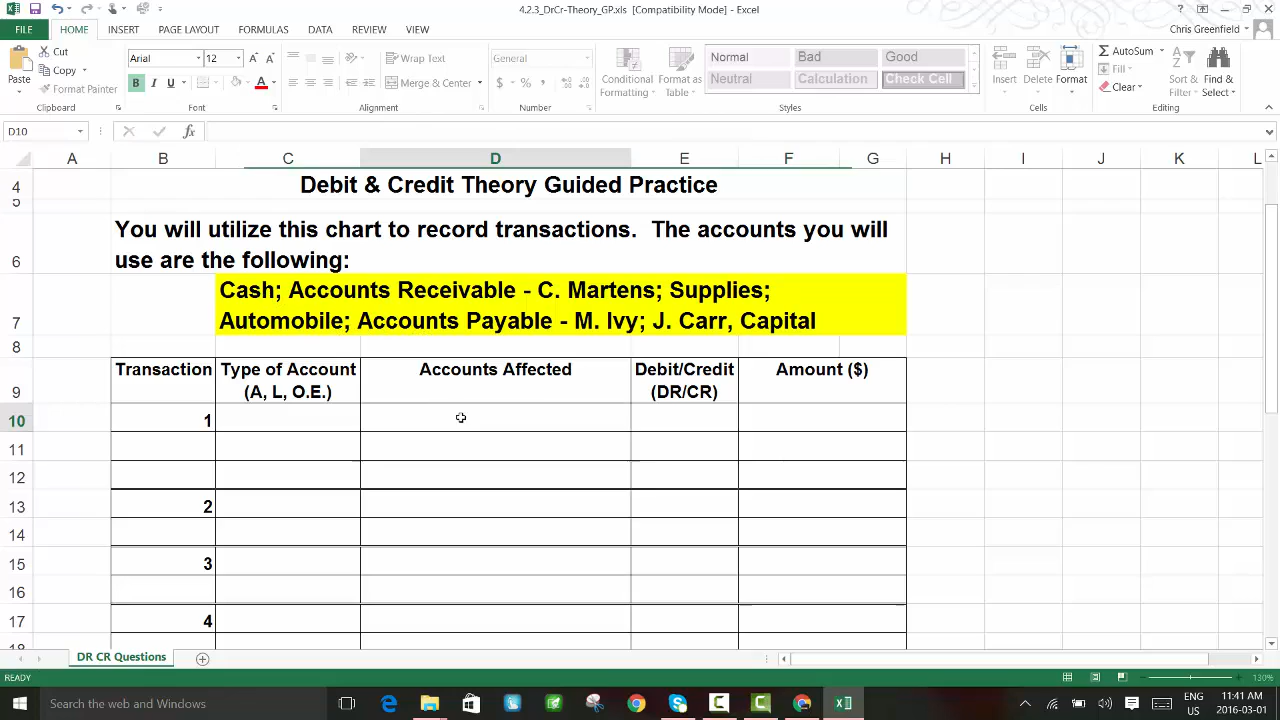 4.2.3_DrCr-Theory_GP.xls [Compatibility Mode] - Excel
FILE HOME INSERT PAGE LAYOUT FORMULAS DATA REVIEW VIEW Chris Greenfield
Paste
Cut
Copy
Format Painter
Clipboard
Arial 12
B I U A
Font
Wrap Text
Merge & Center
Alignment
General
$ % ,
Number
Conditional Formatting
Format as Table
Normal Bad Good
Neutral Calculation Check Cell
Styles
Insert Delete Format
Cells
AutoSum
Fill
Clear
Sort & Filter
Find & Select
Editing
D10 fx
A B C D E F G H I J K L
4 Debit & Credit Theory Guided Practice
5
You will utilize this chart to record transactions. The accounts you will
6 use are the following:
Cash; Accounts Receivable - C. Martens; Supplies;
7 Automobile; Accounts Payable - M. Ivy; J. Carr, Capital
8
Transaction Type of Account Accounts Affected Debit/Credit Amount ($)
9 (A, L, O.E.) (DR/CR)
10 1
11
12
13 2
14
15 3
16
17 4
18
DR CR Questions
READY 130%
Search the web and Windows
ENG 11:41 AM
US 2016-03-01